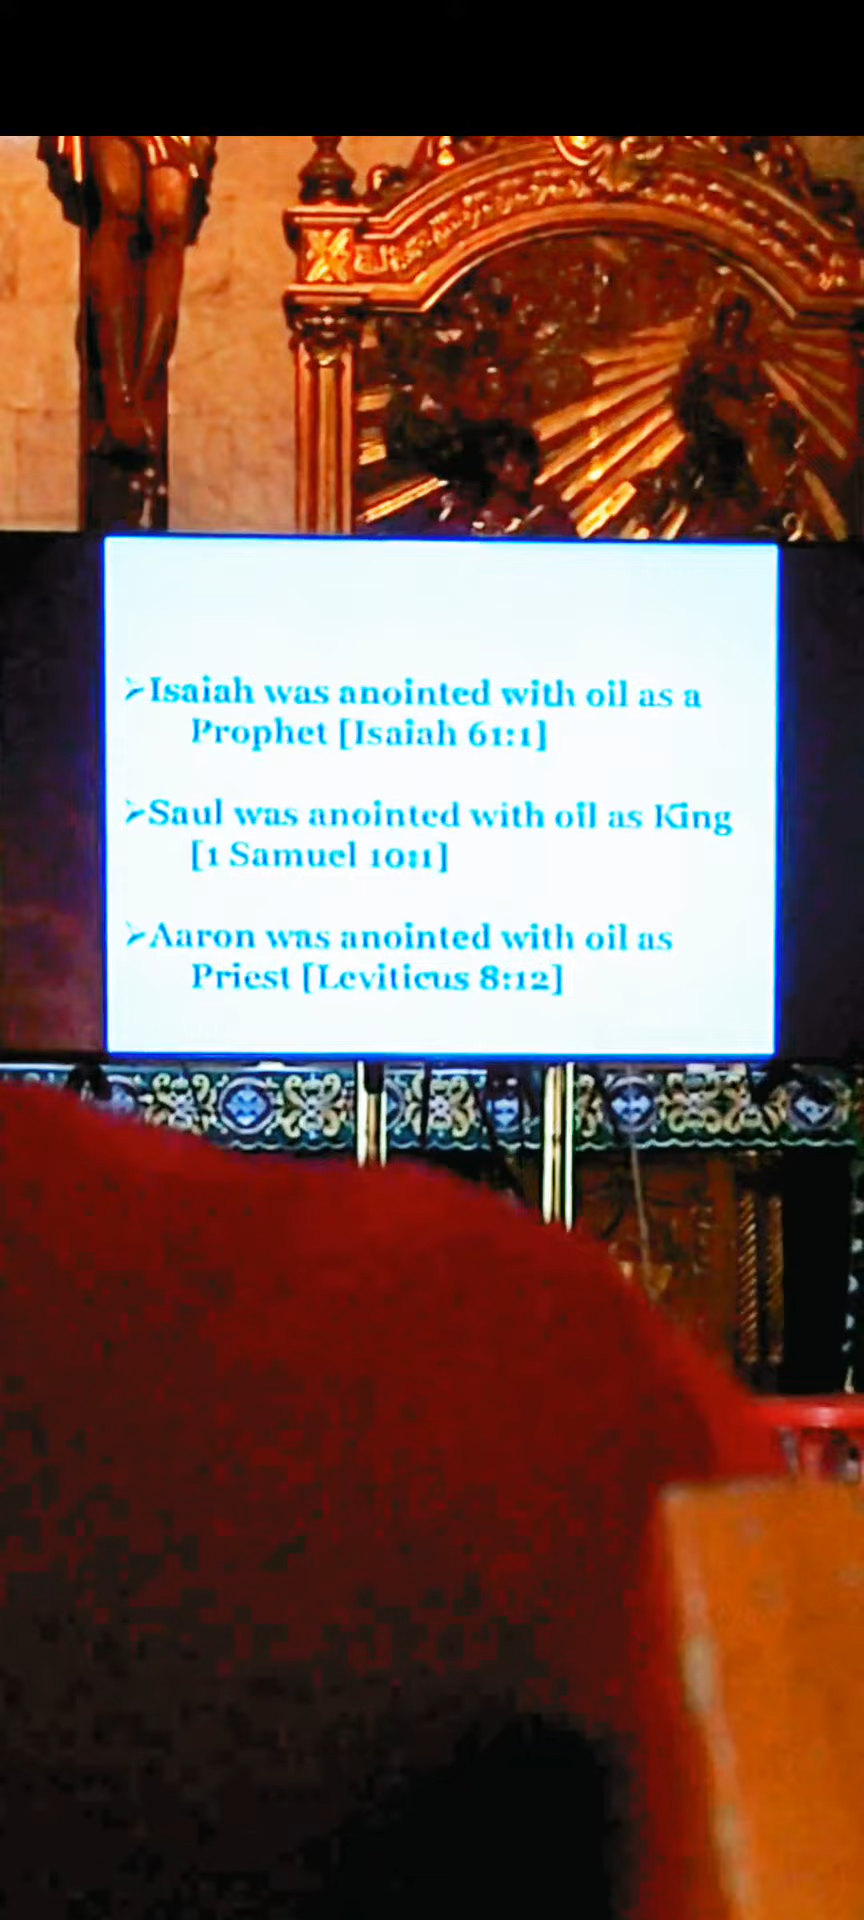 ➢Isaiah was anointed with oil as a
Prophet [Isaiah 61:1]
➢Saul was anointed with oil as King
[1 Samuel 10:1]
➢Aaron was anointed with oil as
Priest [Leviticus 8:12]